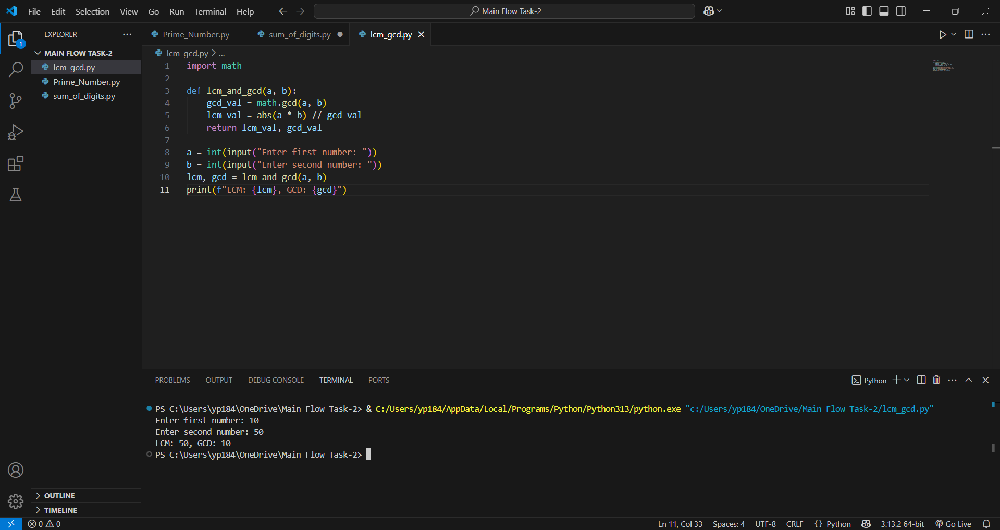 File Edit Selection View Go Run Terminal Help
Main Flow Task-2
1
EXPLORER
MAIN FLOW TASK-2
lcm_gcd.py
Prime_Number.py
sum_of_digits.py
OUTLINE
TIMELINE
Prime_Number.py sum_of_digits.py lcm_gcd.py
lcm_gcd.py > ...
1 import math
2
3 def lcm_and_gcd(a, b):
4     gcd_val = math.gcd(a, b)
5     lcm_val = abs(a * b) // gcd_val
6     return lcm_val, gcd_val
7
8 a = int(input("Enter first number: "))
9 b = int(input("Enter second number: "))
10 lcm, gcd = lcm_and_gcd(a, b)
11 print(f"LCM: {lcm}, GCD: {gcd}")
PROBLEMS OUTPUT DEBUG CONSOLE TERMINAL PORTS
Python
PS C:\Users\yp184\OneDrive\Main Flow Task-2> & C:/Users/yp184/AppData/Local/Programs/Python/Python313/python.exe "c:/Users/yp184/OneDrive/Main Flow Task-2/lcm_gcd.py"
Enter first number: 10
Enter second number: 50
LCM: 50, GCD: 10
PS C:\Users\yp184\OneDrive\Main Flow Task-2>
0 0
Ln 11, Col 33 Spaces: 4 UTF-8 CRLF {} Python 3.13.2 64-bit Go Live